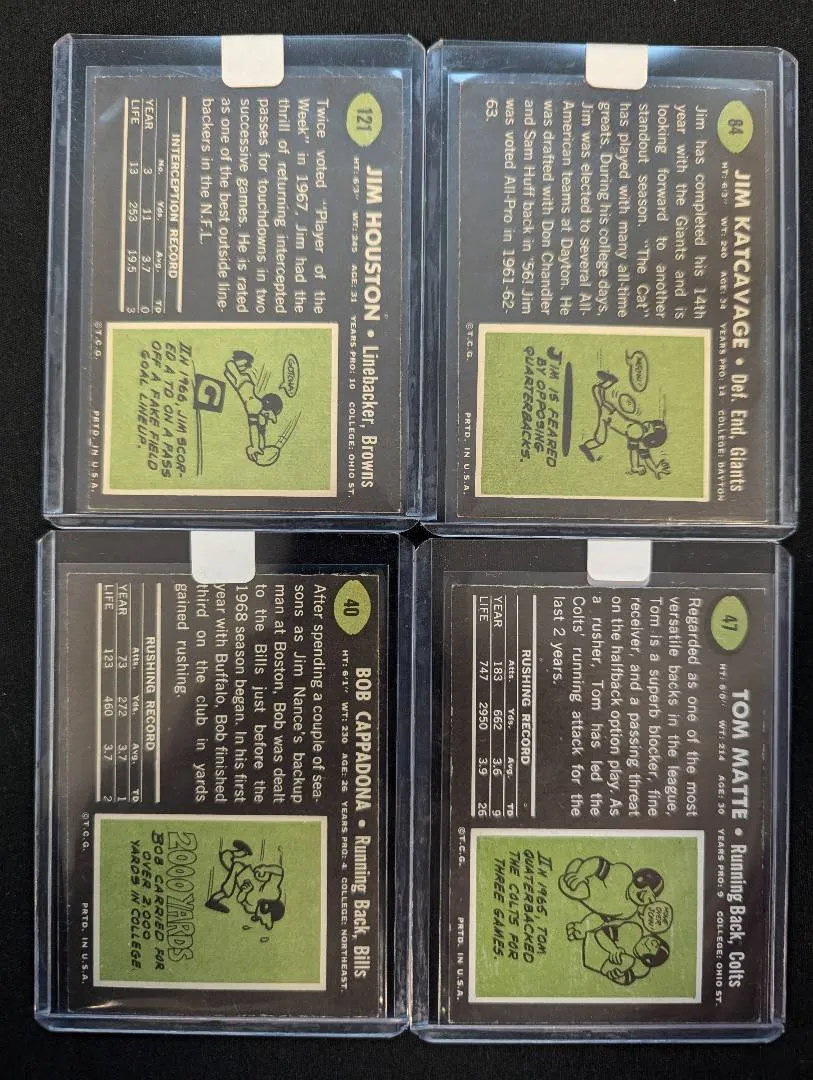 84
JIM KATCAVAGE • Def. End, Giants
HT: 6'3" WT: 240 AGE: 34 YEARS PRO: 14 COLLEGE: DAYTON
Jim has completed his 14th
year with the Giants and is
looking forward to another
standout season. "The Cat"
has played with many all-time
greats. During his college days,
Jim was elected to several All-
American teams at Dayton. He
was drafted with Don Chandler
and Sam Huff back in '56! Jim
was voted All-Pro in 1961-62-
63.
JIM IS FEARED
BY OPPOSING
QUARTERBACKS.
©T.C.G. PRTD. IN U.S.A.
47
TOM MATTE • Running Back, Colts
HT: 6'0" WT: 214 AGE: 30 YEARS PRO: 9 COLLEGE: OHIO ST.
Regarded as one of the most
versatile backs in the league,
Tom is a superb blocker, fine
receiver, and a passing threat
on the halfback option play. As
a rusher, Tom has led the
Colts' running attack for the
last 2 years.
RUSHING RECORD
Atts. Yds. Avg. TD
YEAR 183 662 3.6 9
LIFE 747 2950 3.9 26
IN 1965, TOM
QUATERBACKED
THE COLTS FOR
THREE GAMES.
©T.C.G. PRTD. IN U.S.A.
121
JIM HOUSTON • Linebacker, Browns
HT: 6'3" WT: 245 AGE: 31 YEARS PRO: 10 COLLEGE: OHIO ST.
Twice voted "Player of the
Week" in 1967, Jim had the
thrill of returning intercepted
passes for touchdowns in two
successive games. He is rated
as one of the best outside line-
backers in the N.F.L.
INTERCEPTION RECORD
No. Yds. Avg. TD
YEAR 3 11 3.7 0
LIFE 13 253 19.5 3
GOTCHA!
G
IN 1966, JIM SCOR-
ED A TD ON A PASS
OFF A FAKE FIELD
GOAL LINEUP.
©T.C.G. PRTD. IN U.S.A.
40
BOB CAPPADONA • Running Back, Bills
HT: 6'1" WT: 230 AGE: 26 YEARS PRO: 4 COLLEGE: NORTHEAST.
After spending a couple of sea-
sons as Jim Nance's backup
man at Boston, Bob was dealt
to the Bills just before the
1968 season began. In his first
year with Buffalo, Bob finished
third on the club in yards
gained rushing.
RUSHING RECORD
Atts. Yds. Avg. TD
YEAR 73 272 3.7 1
LIFE 123 460 3.7 2
2000 YARDS
BOB CARRIED FOR
OVER 2,000
YARDS IN COLLEGE.
©T.C.G. PRTD. IN U.S.A.